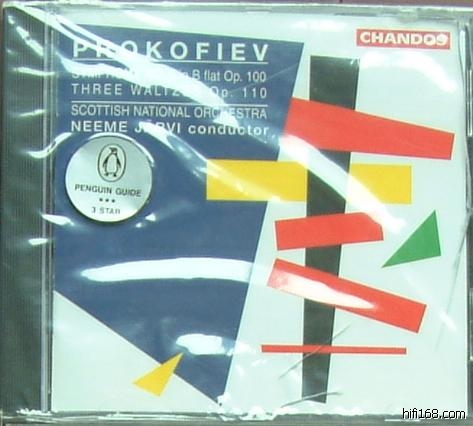 PROKOFIEV
B flat Op. 100
THREE Op. 110
SCOTTISH NATIONAL ORCHESTRA
NEEME JÄRVI conductor
CHANDOS
PENGUIN GUIDE
***
3 STAR
hifi168.com